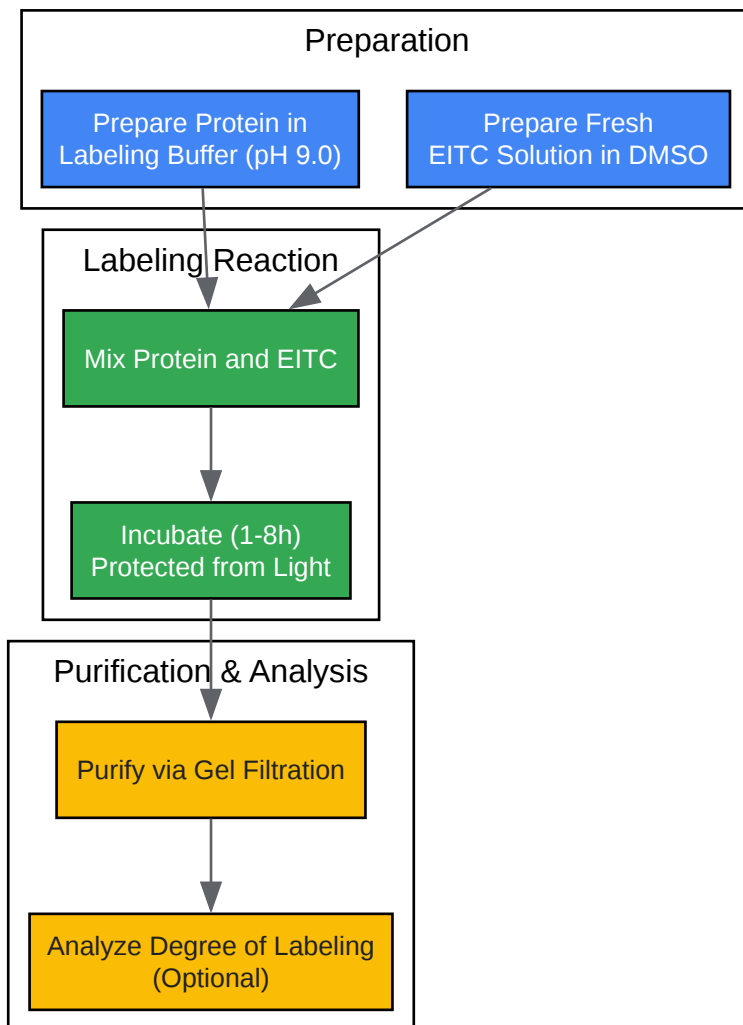 Preparation
Prepare Protein in
Labeling Buffer (pH 9.0)
Prepare Fresh
EITC Solution in DMSO
Labeling Reaction
Mix Protein and EITC
Incubate (1-8h)
Protected from Light
Purification & Analysis
Purify via Gel Filtration
Analyze Degree of Labeling
(Optional)